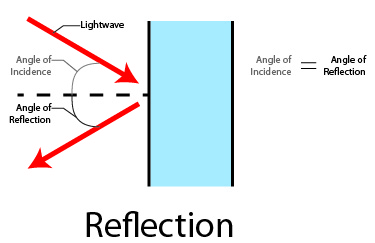 Lightwave
Angle of
Incidence
Angle of
Reflection
Angle of
Incidence
=
Angle of
Reflection
Reflection